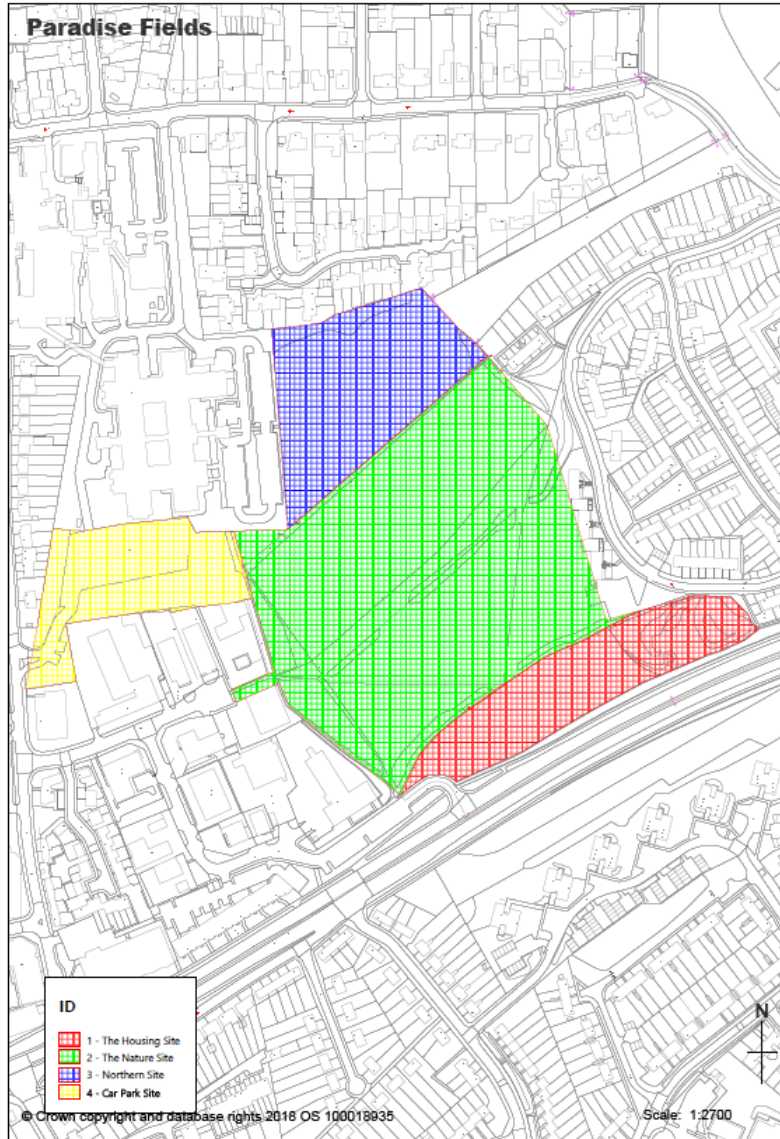 Paradise Fields
ID
1 - The Housing Site
2 - The Nature Site
3 - Northern Site
4 - Car Park Site
N
© Crown copyright and database rights 2018 OS 100018935
Scale: 1:2700